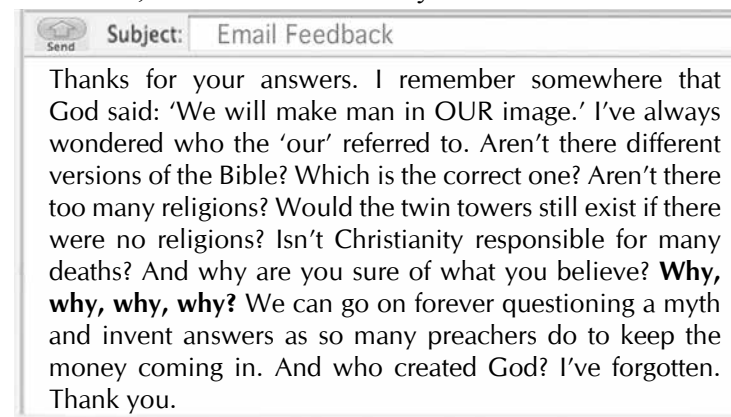 Send Subject: Email Feedback
Thanks for your answers. I remember somewhere that
God said: ‘We will make man in OUR image.’ I’ve always
wondered who the ‘our’ referred to. Aren’t there different
versions of the Bible? Which is the correct one? Aren’t there
too many religions? Would the twin towers still exist if there
were no religions? Isn’t Christianity responsible for many
deaths? And why are you sure of what you believe? Why,
why, why, why? We can go on forever questioning a myth
and invent answers as so many preachers do to keep the
money coming in. And who created God? I’ve forgotten.
Thank you.